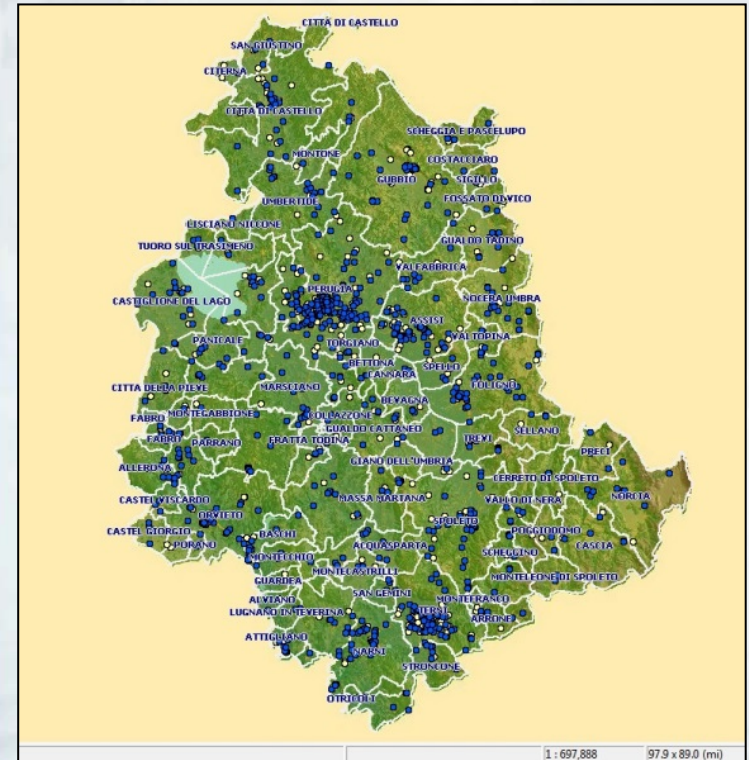 CITTÀ DI CASTELLO
SAN GIUSTINO
CITERNA
CITTÀ DI CASTELLO
SCHEGGIA E PASCELUPO
MONTONE
COSTACCIARO
GUBBIO
SIGILLO
UMBERTIDE
FOSSATO DI VICO
LISCIANO NICCONE
TUORO SUL TRASIMENO
GUALDO TADINO
VALFABBRICA
PERUGIA
CASTIGLIONE DEL LAGO
NOCERA UMBRA
ASSISI
PANICALE
TORGIANO
VALTOPINA
BETTONA
SPELLO
CANNARA
CITTÀ DELLA PIEVE
MARSCIANO
FOLIGNO
BEVAGNA
FABRO
MONTEGABBIONE
COLLAZZONE
GUALDO CATTANEO
SELLANO
FABRO
PARRANO
FRATTA TODINA
TREVI
PRECI
ALLERONA
GIANO DELL'UMBRIA
CERRETO DI SPOLETO
CASTEL VISCARDO
MASSA MARTANA
VALLO DI NERA
NORCIA
ORVIETO
SPOLETO
CASTEL GIORGIO
PORANO
BASCHI
POGGIODOMO
ACQUASPARTA
SCHEGGINO
CASCIA
MONTECCHIO
MONTECASTRILLI
GUARDEA
MONTELEONE DI SPOLETO
SAN GEMINI
ALVIANO
MONTEFRANCO
LUGNANO IN TEVERINA
TERNI
ARRONE
ATTIGLIANO
NARNI
STRONCONE
OTRICOLI
1 : 697,888
97.9 x 89.0 (mi)